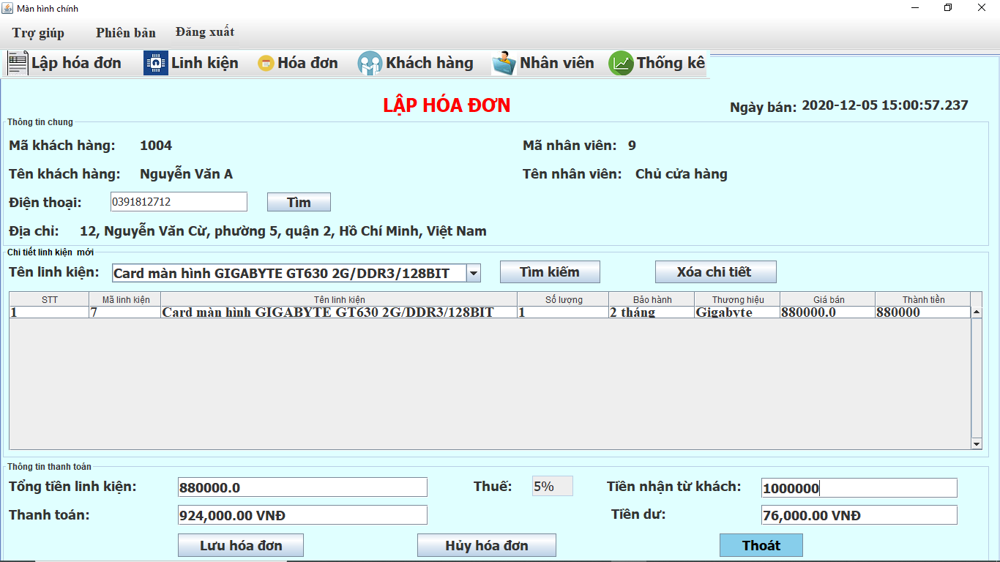 Màn hình chính
Trợ giúp Phiên bản Đăng xuất
Lập hóa đơn Linh kiện Hóa đơn Khách hàng Nhân viên Thống kê
LẬP HÓA ĐƠN
Ngày bán: 2020-12-05 15:00:57.237
Thông tin chung
Mã khách hàng: 1004 Mã nhân viên: 9
Tên khách hàng: Nguyễn Văn A Tên nhân viên: Chủ cửa hàng
Điện thoại: 0391812712 Tìm
Địa chỉ: 12, Nguyễn Văn Cừ, phường 5, quận 2, Hồ Chí Minh, Việt Nam
Chi tiết linh kiện mới
Tên linh kiện: Card màn hình GIGABYTE GT630 2G/DDR3/128BIT Tìm kiếm Xóa chi tiết
STT Mã linh kiện Tên linh kiện Số lượng Bảo hành Thương hiệu Giá bán Thành tiền
1 7 Card màn hình GIGABYTE GT630 2G/DDR3/128BIT 1 2 tháng Gigabyte 880000.0 880000
Thông tin thanh toán
Tổng tiền linh kiện: 880000.0 Thuế: 5% Tiền nhận từ khách: 1000000
Thanh toán: 924,000.00 VNĐ Tiền dư: 76,000.00 VNĐ
Lưu hóa đơn Hủy hóa đơn Thoát